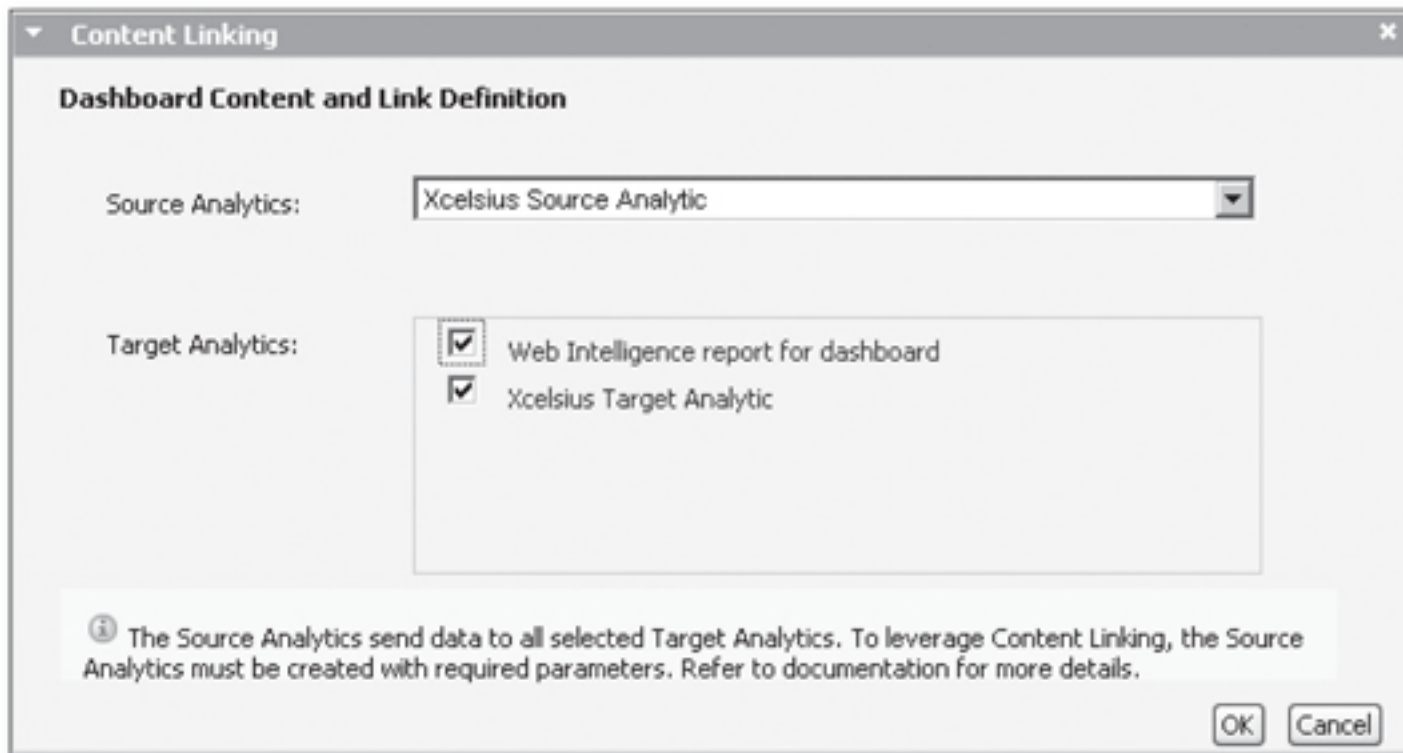 Content Linking
Dashboard Content and Link Definition
Source Analytics:
Xcelsius Source Analytic
Target Analytics:
Web Intelligence report for dashboard
Xcelsius Target Analytic
The Source Analytics send data to all selected Target Analytics. To leverage Content Linking, the Source
Analytics must be created with required parameters. Refer to documentation for more details.
OK
Cancel